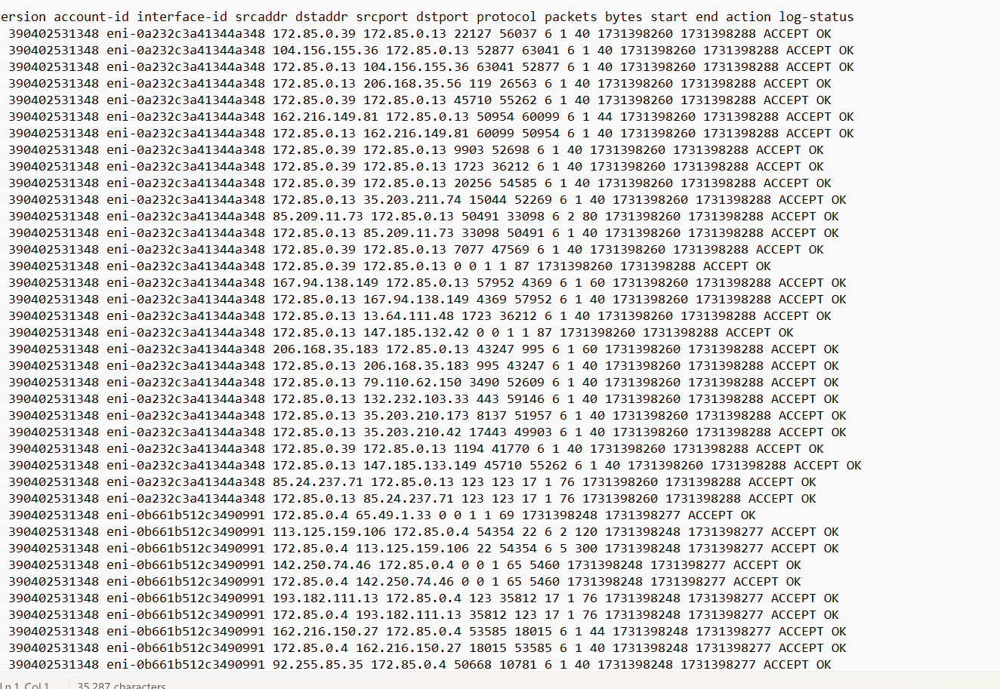 ersion account-id interface-id srcaddr dstaddr srcport dstport protocol packets bytes start end action log-status
390402531348 eni-0a232c3a41344a348 172.85.0.39 172.85.0.13 22127 56037 6 1 40 1731398260 1731398288 ACCEPT OK
390402531348 eni-0a232c3a41344a348 104.156.155.36 172.85.0.13 52877 63041 6 1 40 1731398260 1731398288 ACCEPT OK
390402531348 eni-0a232c3a41344a348 172.85.0.13 104.156.155.36 63041 52877 6 1 40 1731398260 1731398288 ACCEPT OK
390402531348 eni-0a232c3a41344a348 172.85.0.13 206.168.35.56 119 26563 6 1 40 1731398260 1731398288 ACCEPT OK
390402531348 eni-0a232c3a41344a348 172.85.0.39 172.85.0.13 45710 55262 6 1 40 1731398260 1731398288 ACCEPT OK
390402531348 eni-0a232c3a41344a348 162.216.149.81 172.85.0.13 50954 60099 6 1 44 1731398260 1731398288 ACCEPT OK
390402531348 eni-0a232c3a41344a348 172.85.0.13 162.216.149.81 60099 50954 6 1 40 1731398260 1731398288 ACCEPT OK
390402531348 eni-0a232c3a41344a348 172.85.0.39 172.85.0.13 9903 52698 6 1 40 1731398260 1731398288 ACCEPT OK
390402531348 eni-0a232c3a41344a348 172.85.0.39 172.85.0.13 1723 36212 6 1 40 1731398260 1731398288 ACCEPT OK
390402531348 eni-0a232c3a41344a348 172.85.0.39 172.85.0.13 20256 54585 6 1 40 1731398260 1731398288 ACCEPT OK
390402531348 eni-0a232c3a41344a348 172.85.0.13 35.203.211.74 15044 52269 6 1 40 1731398260 1731398288 ACCEPT OK
390402531348 eni-0a232c3a41344a348 85.209.11.73 172.85.0.13 50491 33098 6 2 80 1731398260 1731398288 ACCEPT OK
390402531348 eni-0a232c3a41344a348 172.85.0.13 85.209.11.73 33098 50491 6 1 40 1731398260 1731398288 ACCEPT OK
390402531348 eni-0a232c3a41344a348 172.85.0.39 172.85.0.13 7077 47569 6 1 40 1731398260 1731398288 ACCEPT OK
390402531348 eni-0a232c3a41344a348 172.85.0.39 172.85.0.13 0 0 1 1 87 1731398260 1731398288 ACCEPT OK
390402531348 eni-0a232c3a41344a348 167.94.138.149 172.85.0.13 57952 4369 6 1 60 1731398260 1731398288 ACCEPT OK
390402531348 eni-0a232c3a41344a348 172.85.0.13 167.94.138.149 4369 57952 6 1 40 1731398260 1731398288 ACCEPT OK
390402531348 eni-0a232c3a41344a348 172.85.0.13 13.64.111.48 1723 36212 6 1 40 1731398260 1731398288 ACCEPT OK
390402531348 eni-0a232c3a41344a348 172.85.0.13 147.185.132.42 0 0 1 1 87 1731398260 1731398288 ACCEPT OK
390402531348 eni-0a232c3a41344a348 206.168.35.183 172.85.0.13 43247 995 6 1 60 1731398260 1731398288 ACCEPT OK
390402531348 eni-0a232c3a41344a348 172.85.0.13 206.168.35.183 995 43247 6 1 40 1731398260 1731398288 ACCEPT OK
390402531348 eni-0a232c3a41344a348 172.85.0.13 79.110.62.150 3490 52609 6 1 40 1731398260 1731398288 ACCEPT OK
390402531348 eni-0a232c3a41344a348 172.85.0.13 132.232.103.33 443 59146 6 1 40 1731398260 1731398288 ACCEPT OK
390402531348 eni-0a232c3a41344a348 172.85.0.13 35.203.210.173 8137 51957 6 1 40 1731398260 1731398288 ACCEPT OK
390402531348 eni-0a232c3a41344a348 172.85.0.13 35.203.210.42 17443 49903 6 1 40 1731398260 1731398288 ACCEPT OK
390402531348 eni-0a232c3a41344a348 172.85.0.39 172.85.0.13 1194 41770 6 1 40 1731398260 1731398288 ACCEPT OK
390402531348 eni-0a232c3a41344a348 172.85.0.13 147.185.133.149 45710 55262 6 1 40 1731398260 1731398288 ACCEPT OK
390402531348 eni-0a232c3a41344a348 85.24.237.71 172.85.0.13 123 123 17 1 76 1731398260 1731398288 ACCEPT OK
390402531348 eni-0a232c3a41344a348 172.85.0.13 85.24.237.71 123 123 17 1 76 1731398260 1731398288 ACCEPT OK
390402531348 eni-0b661b512c3490991 172.85.0.4 65.49.1.33 0 0 1 1 69 1731398248 1731398277 ACCEPT OK
390402531348 eni-0b661b512c3490991 113.125.159.106 172.85.0.4 54354 22 6 2 120 1731398248 1731398277 ACCEPT OK
390402531348 eni-0b661b512c3490991 172.85.0.4 113.125.159.106 22 54354 6 5 300 1731398248 1731398277 ACCEPT OK
390402531348 eni-0b661b512c3490991 142.250.74.46 172.85.0.4 0 0 1 65 5460 1731398248 1731398277 ACCEPT OK
390402531348 eni-0b661b512c3490991 172.85.0.4 142.250.74.46 0 0 1 65 5460 1731398248 1731398277 ACCEPT OK
390402531348 eni-0b661b512c3490991 193.182.111.13 172.85.0.4 123 35812 17 1 76 1731398248 1731398277 ACCEPT OK
390402531348 eni-0b661b512c3490991 172.85.0.4 193.182.111.13 35812 123 17 1 76 1731398248 1731398277 ACCEPT OK
390402531348 eni-0b661b512c3490991 162.216.150.27 172.85.0.4 53585 18015 6 1 44 1731398248 1731398277 ACCEPT OK
390402531348 eni-0b661b512c3490991 172.85.0.4 162.216.150.27 18015 53585 6 1 40 1731398248 1731398277 ACCEPT OK
390402531348 eni-0b661b512c3490991 92.255.85.35 172.85.0.4 50668 10781 6 1 40 1731398248 1731398277 ACCEPT OK
Ln 1, Col 1 35,287 characters